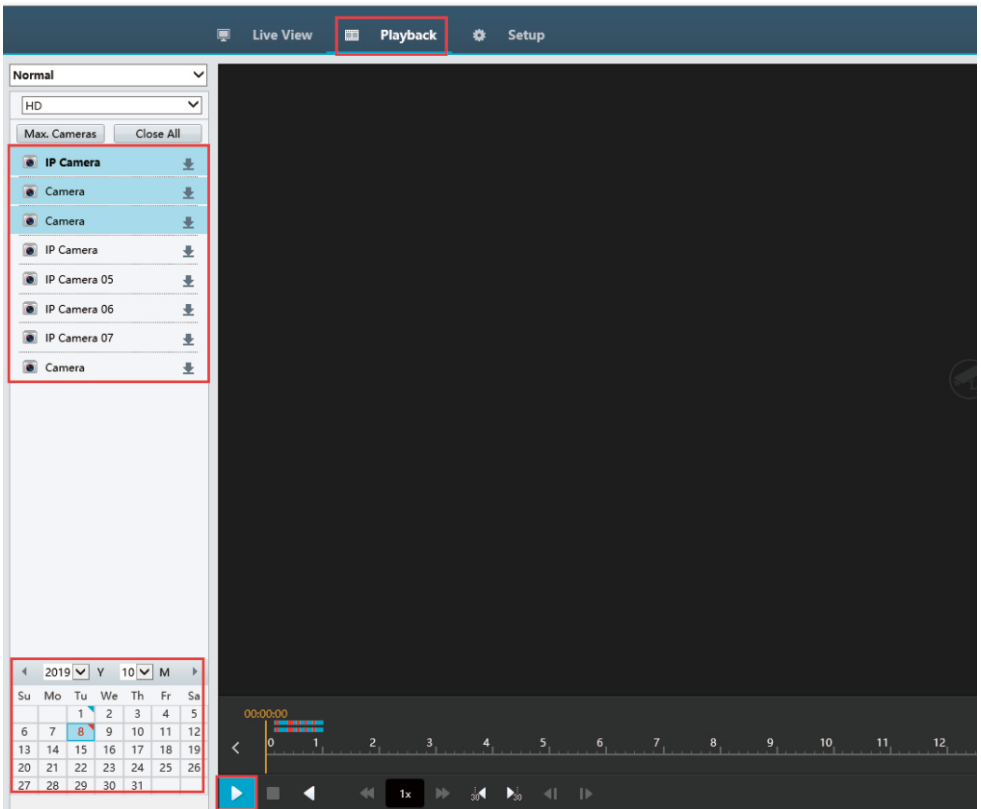 Live View Playback Setup
Normal
HD
Max. Cameras Close All
IP Camera
Camera
Camera
IP Camera
IP Camera 05
IP Camera 06
IP Camera 07
Camera
2019 Y 10 M
Su Mo Tu We Th Fr Sa
1 2 3 4 5
6 7 8 9 10 11 12
13 14 15 16 17 18 19
20 21 22 23 24 25 26
27 28 29 30 31
00:00:00
0 1 2 3 4 5 6 7 8 9 10 11 12
1x 30 30